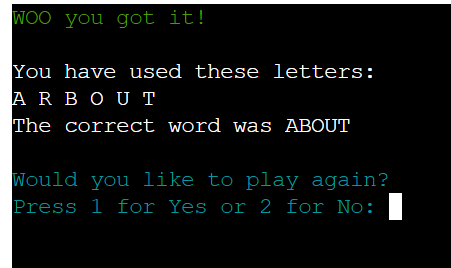 WOO you got it!
You have used these letters:
A R B O U T
The correct word was ABOUT
Would you like to play again?
Press 1 for Yes or 2 for No: